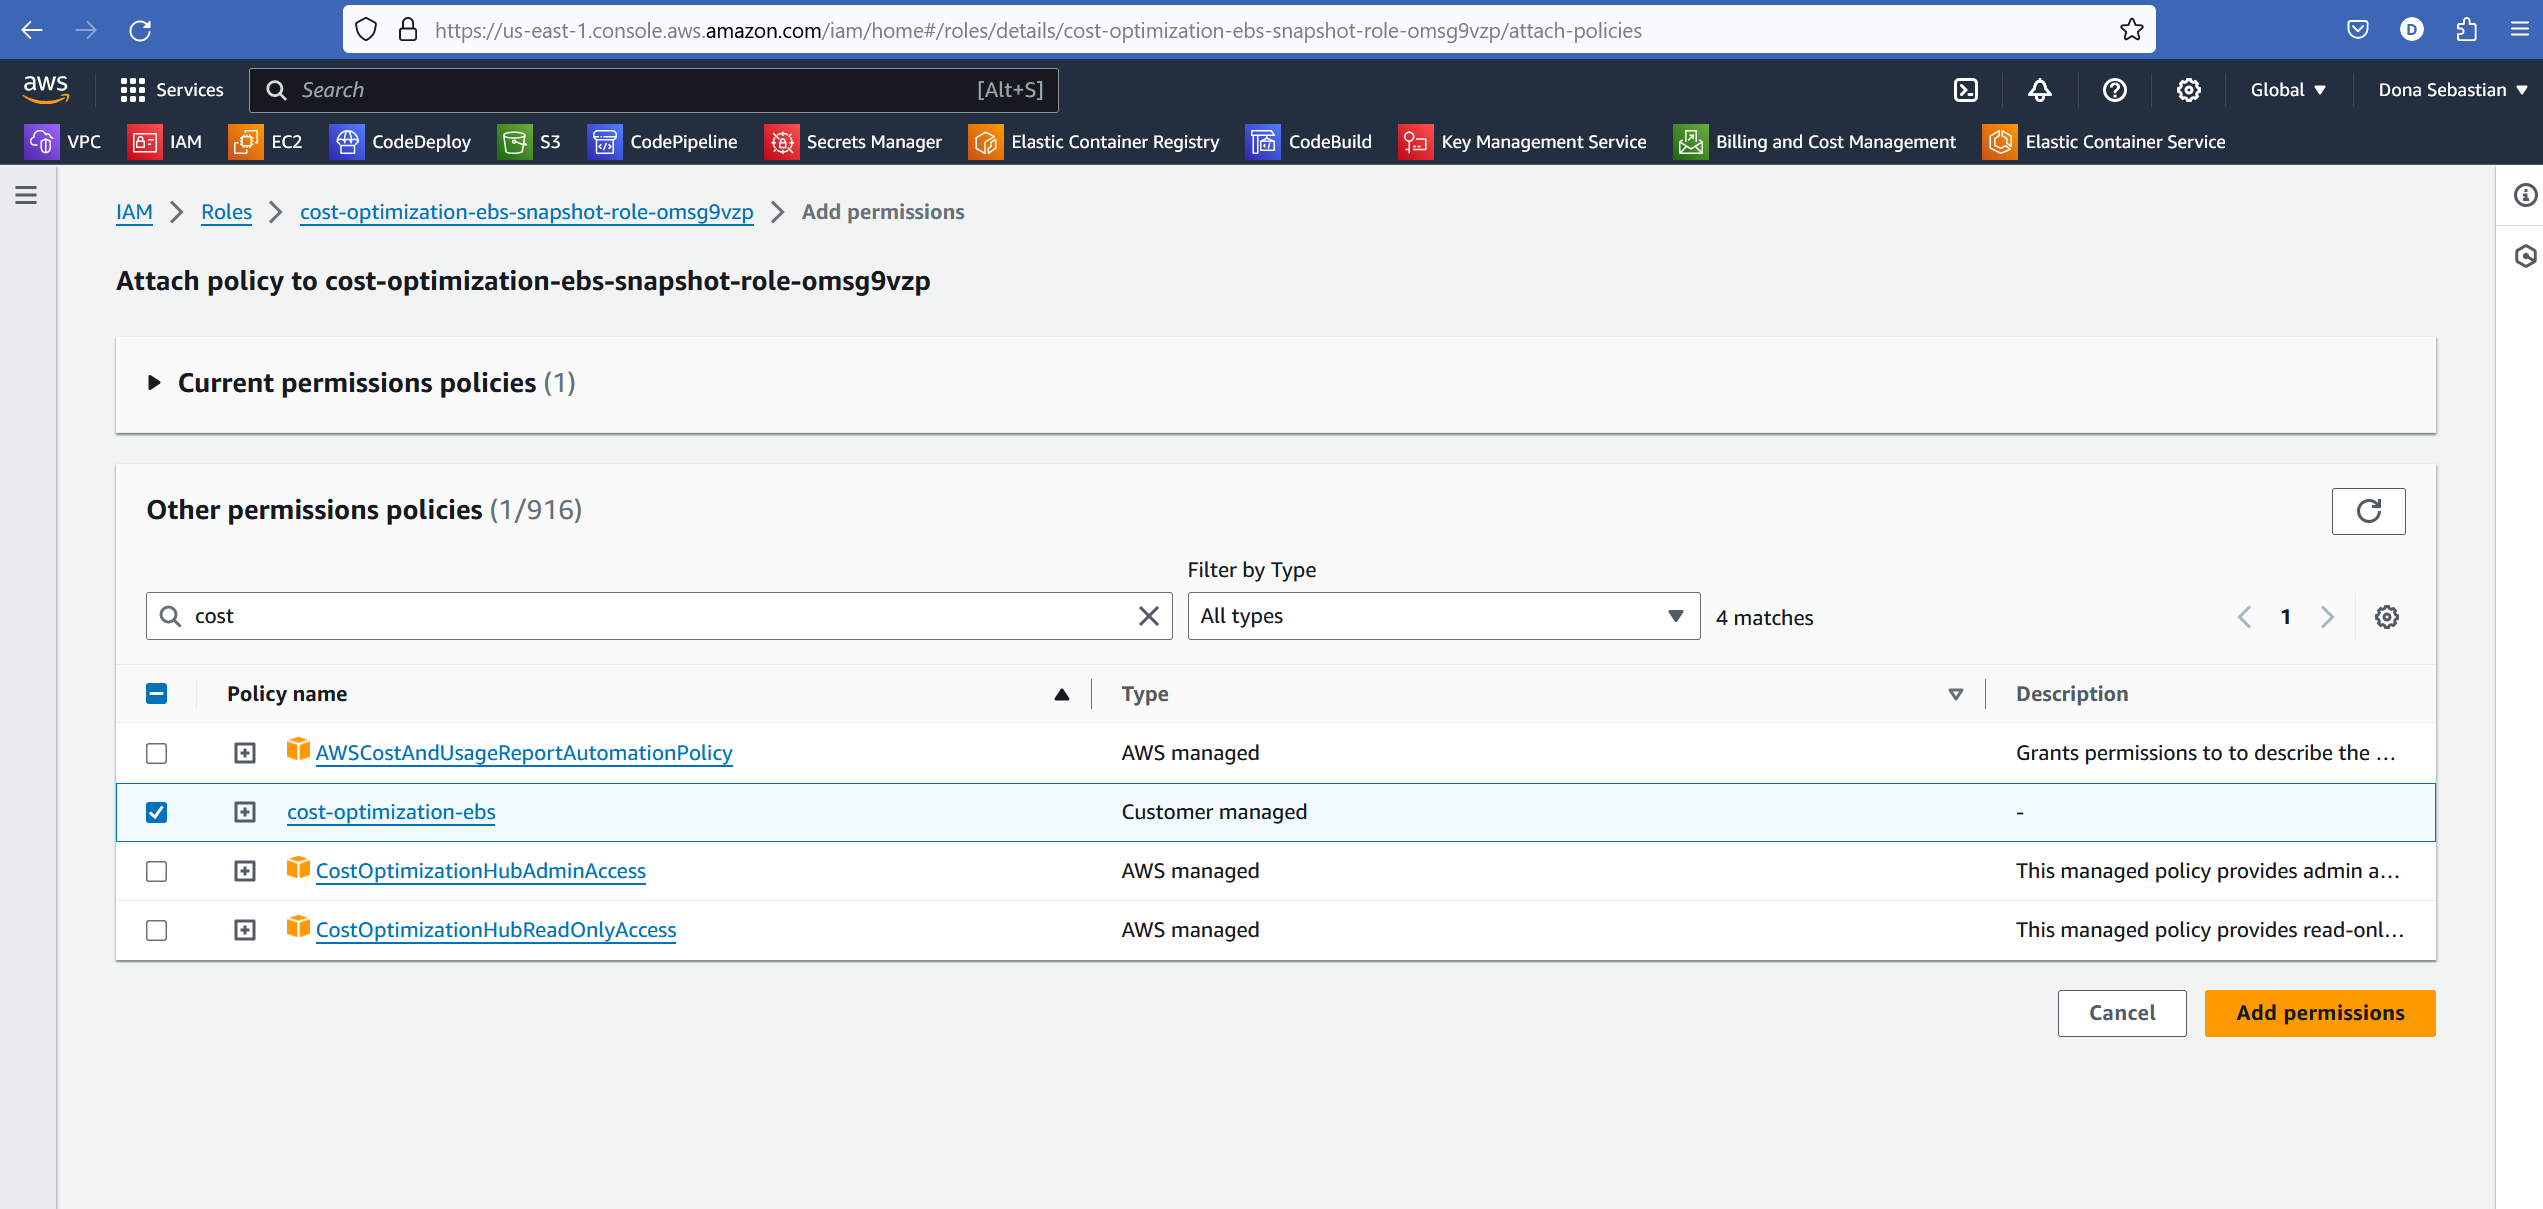 https://us-east-1.console.aws.amazon.com/iam/home#/roles/details/cost-optimization-ebs-snapshot-role-omsg9vzp/attach-policies
D
aws
Services
Search
[Alt+S]
Global
Dona Sebastian
VPC
IAM
EC2
CodeDeploy
S3
CodePipeline
Secrets Manager
Elastic Container Registry
CodeBuild
Key Management Service
Billing and Cost Management
Elastic Container Service
IAM
Roles
cost-optimization-ebs-snapshot-role-omsg9vzp
Add permissions
Attach policy to cost-optimization-ebs-snapshot-role-omsg9vzp
Current permissions policies (1)
Other permissions policies (1/916)
Filter by Type
cost
All types
4 matches
1
Policy name
Type
Description
AWSCostAndUsageReportAutomationPolicy
AWS managed
Grants permissions to to describe the ...
cost-optimization-ebs
Customer managed
-
CostOptimizationHubAdminAccess
AWS managed
This managed policy provides admin a...
CostOptimizationHubReadOnlyAccess
AWS managed
This managed policy provides read-onl...
Cancel
Add permissions